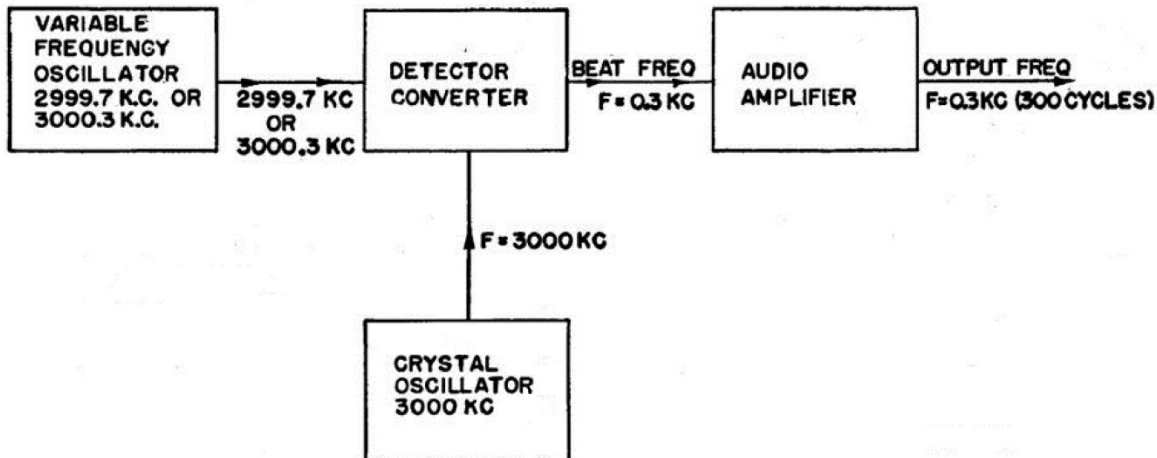 VARIABLE
FREQUENCY
OSCILLATOR
2999.7 K.C. OR
3000.3 K.C.
2999.7 KC
OR
3000.3 KC
DETECTOR
CONVERTER
BEAT FREQ
F = 0.3 KC
AUDIO
AMPLIFIER
OUTPUT FREQ
F=0.3KC (300 CYCLES)
F = 3000 KC
CRYSTAL
OSCILLATOR
3000 KC